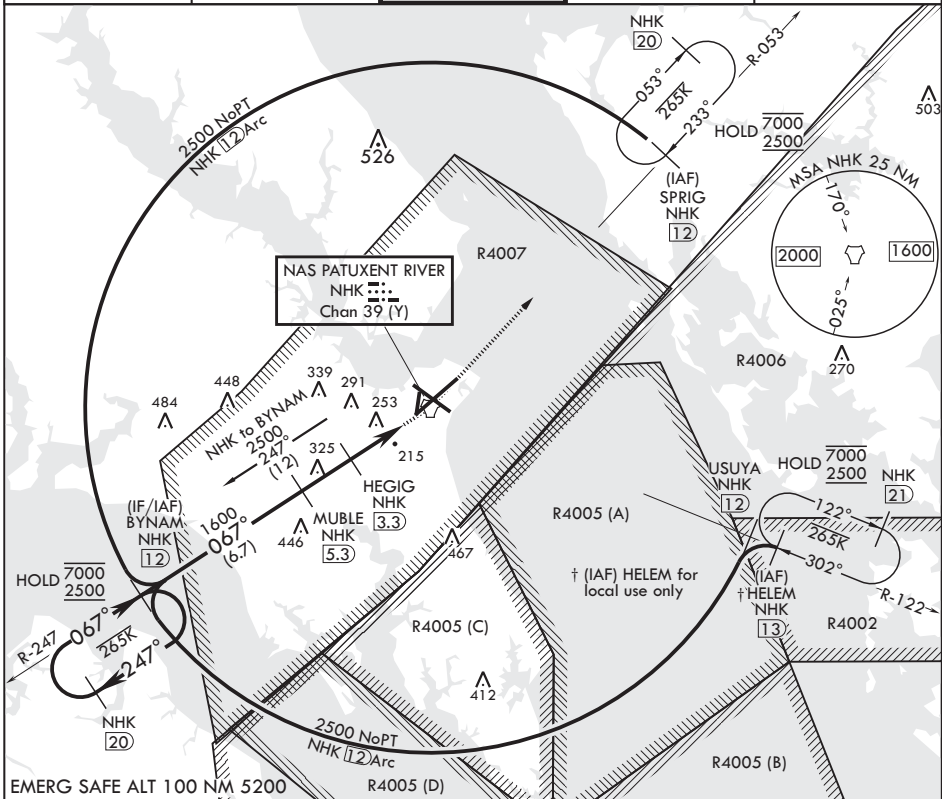 NHK
20
R-053
053°
265K
233°
HOLD 7000
2500
503
2500 NoPT
NHK 12 Arc
526
(IAF)
SPRIG
NHK
12
MSA NHK 25 NM
170°
2000
1600
025°
R4007
NAS PATUXENT RIVER
NHK
Chan 39 (Y)
R4006
270
339
448
291
484
253
NHK to BYNAM
2500
247°
(12)
325
215
HEGIG
NHK
3.3
USUYA
NHK
12
HOLD 7000
2500
NHK
21
(IF/IAF)
BYNAM
NHK
12
1600
067°
(6.7)
446
MUBLE
NHK
5.3
467
R4005 (A)
122°
265K
302°
HOLD 7000
2500
† (IAF) HELEM for
local use only
(IAF)
†HELEM
NHK
13
R-122
R4002
R-247
067°
265K
247°
R4005 (C)
412
NHK
20
2500 NoPT
NHK 12 Arc
R4005 (B)
EMERG SAFE ALT 100 NM 5200
R4005 (D)